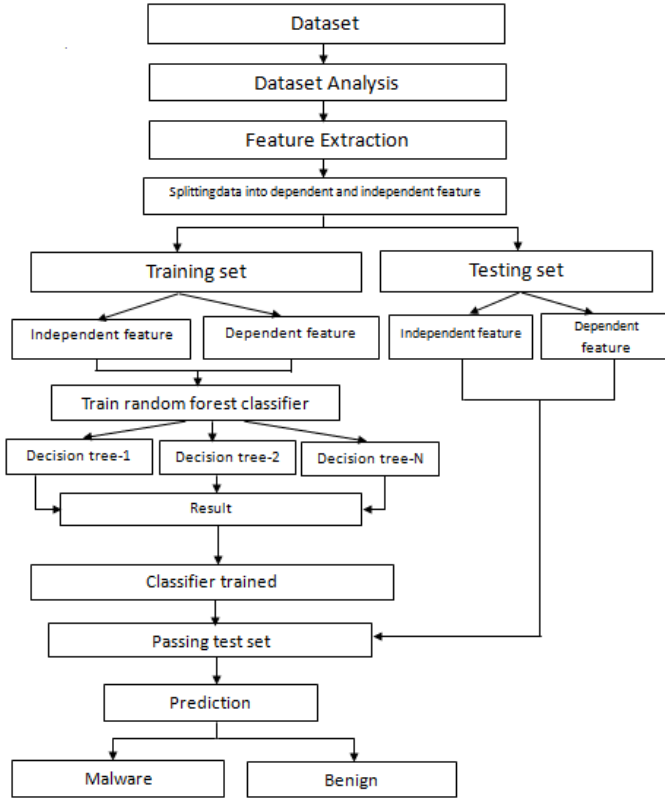 Dataset
Dataset Analysis
Feature Extraction
Splitting data into dependent and independent feature
Training set
Testing set
Independent feature
Dependent feature
Independent feature
Dependent
feature
Train random forest classifier
Decision tree-1
Decision tree-2
Decision tree-N
Result
Classifier trained
Passing test set
Prediction
Malware
Benign